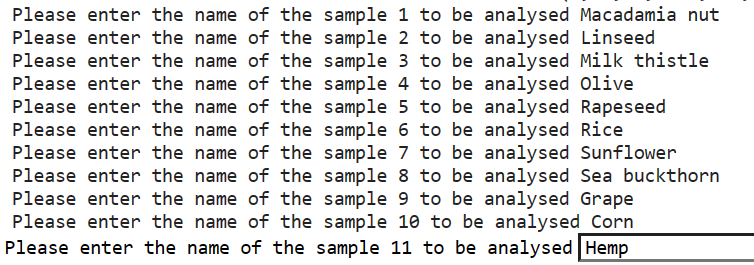 Please enter the name of the sample 1 to be analysed Macadamia nut
Please enter the name of the sample 2 to be analysed Linseed
Please enter the name of the sample 3 to be analysed Milk thistle
Please enter the name of the sample 4 to be analysed Olive
Please enter the name of the sample 5 to be analysed Rapeseed
Please enter the name of the sample 6 to be analysed Rice
Please enter the name of the sample 7 to be analysed Sunflower
Please enter the name of the sample 8 to be analysed Sea buckthorn
Please enter the name of the sample 9 to be analysed Grape
Please enter the name of the sample 10 to be analysed Corn
Please enter the name of the sample 11 to be analysed Hemp